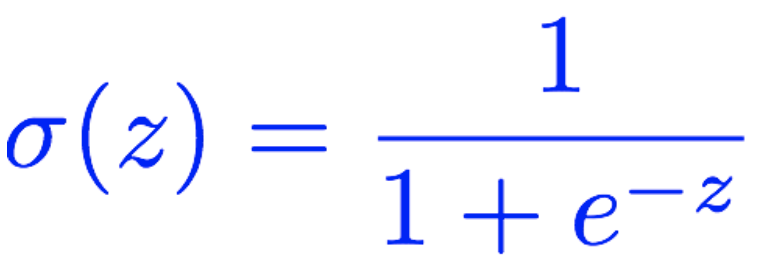 σ(z) = 1 / (1 + e^{-z})